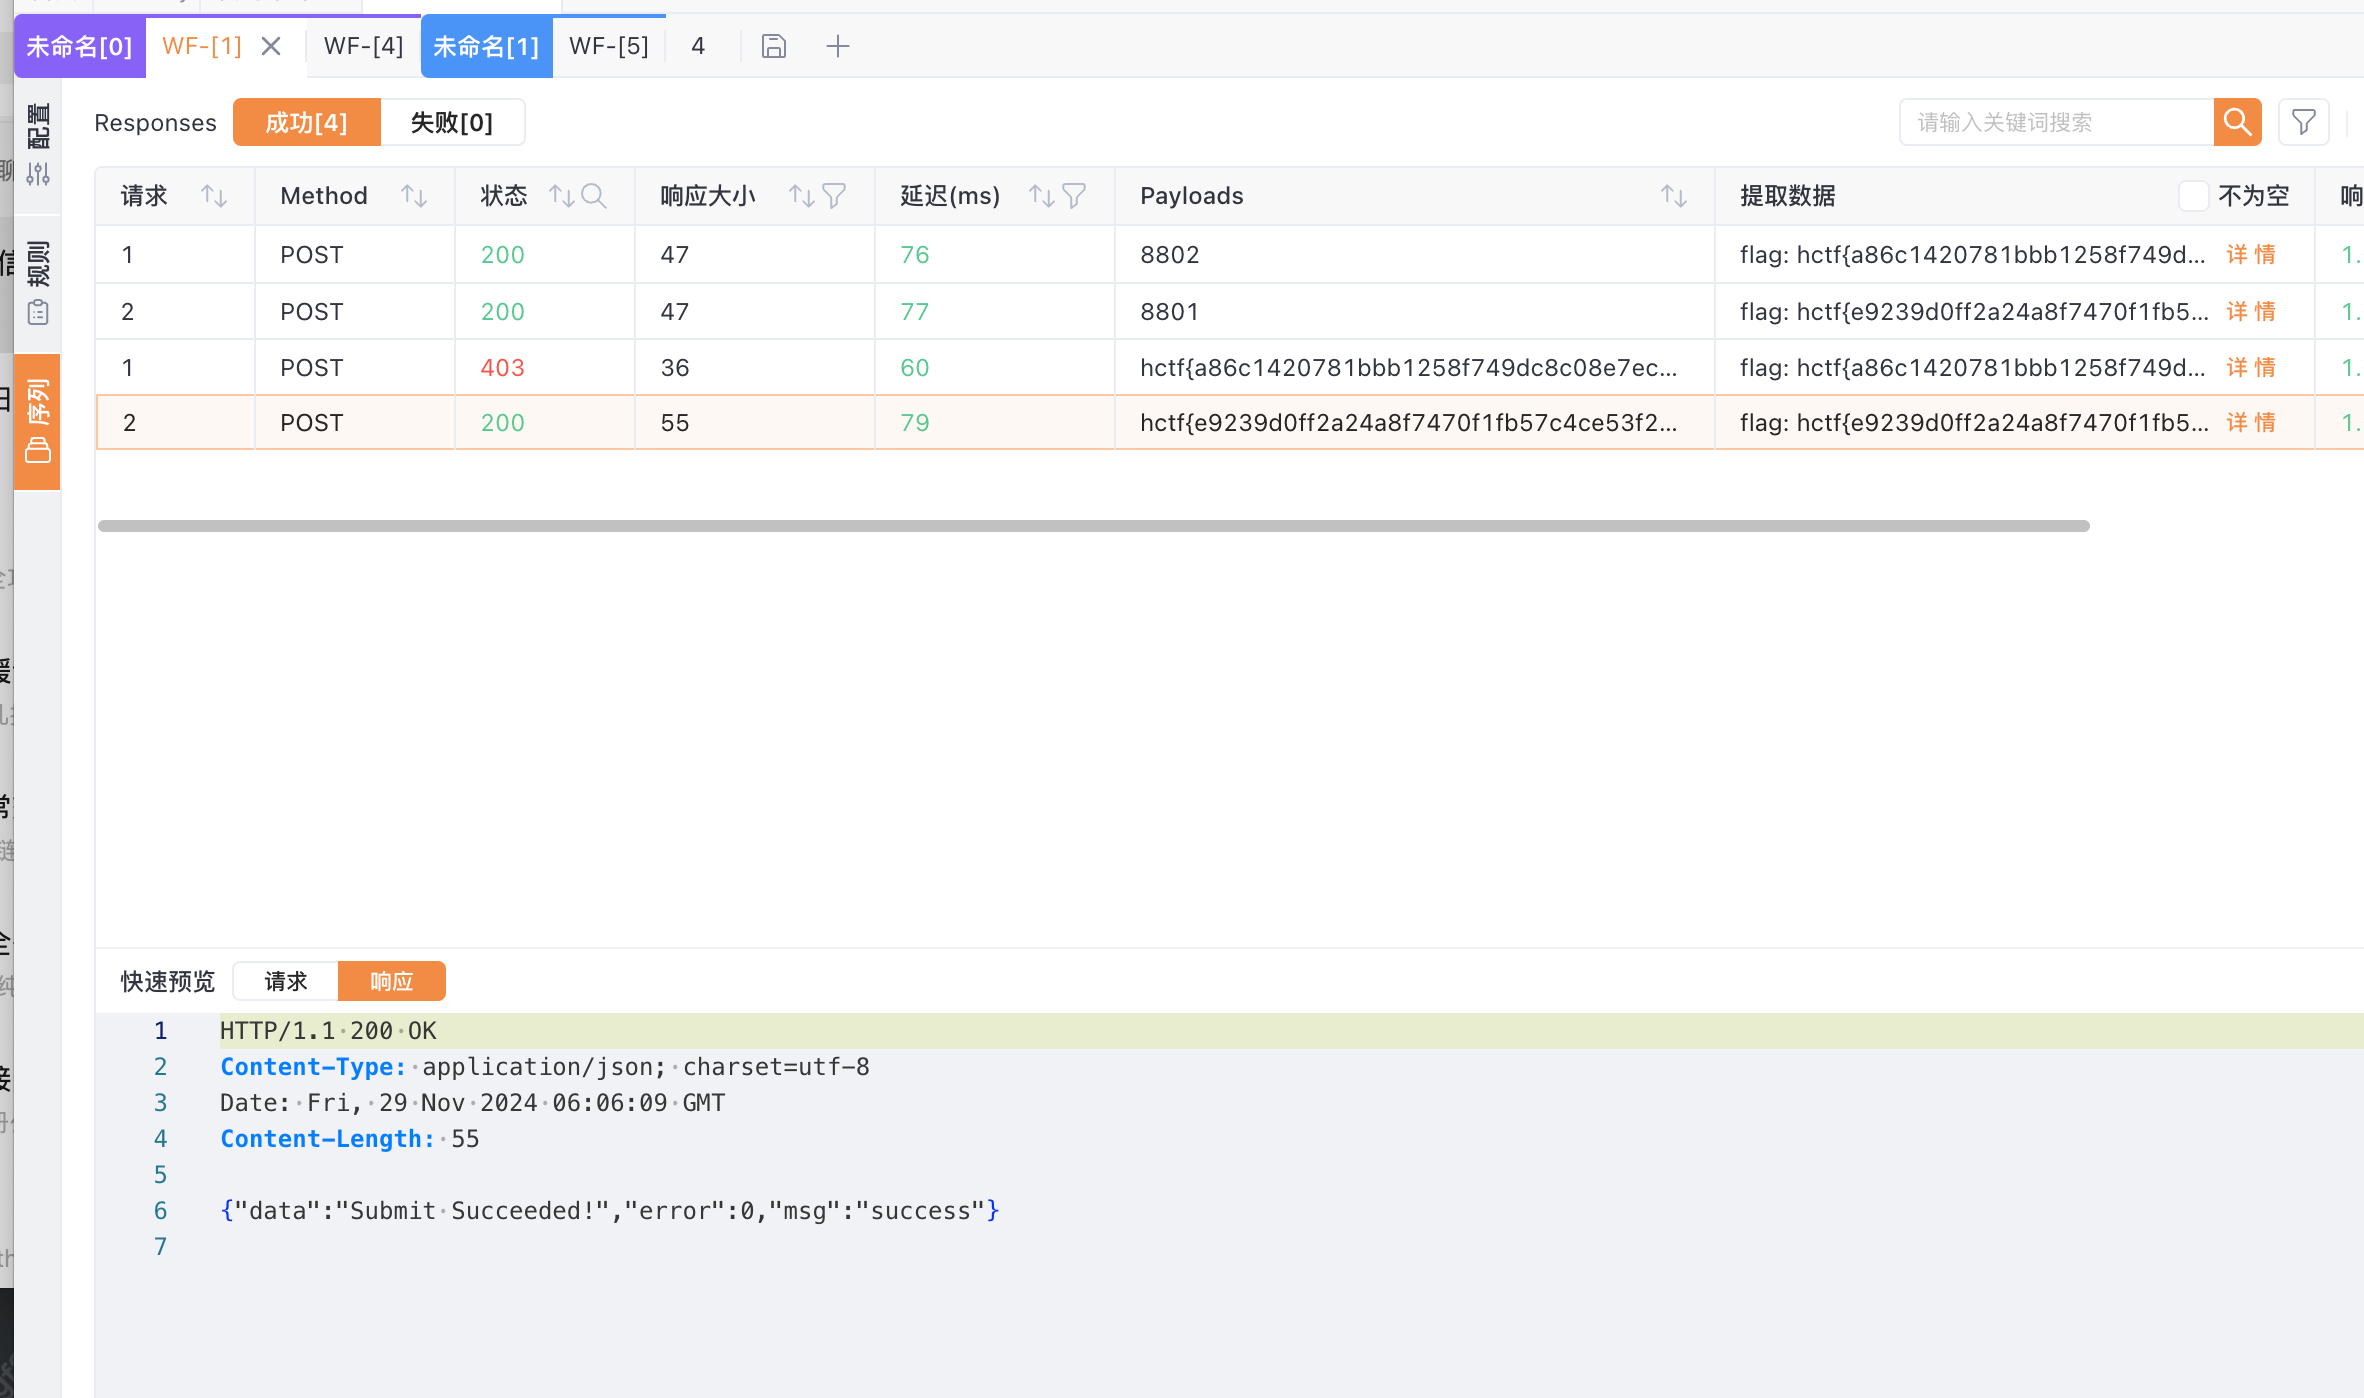 未命名[0] WF-[1] WF-[4] 未命名[1] WF-[5] 4
配置
规则
序列
Responses 成功[4] 失败[0] 请输入关键词搜索
请求 Method 状态 响应大小 延迟(ms) Payloads 提取数据 不为空 响
1 POST 200 47 76 8802 flag: hctf{a86c1420781bbb1258f749d... 详情 1.
2 POST 200 47 77 8801 flag: hctf{e9239d0ff2a24a8f7470f1fb5... 详情 1.
1 POST 403 36 60 hctf{a86c1420781bbb1258f749dc8c08e7ec... flag: hctf{a86c1420781bbb1258f749d... 详情 1.
2 POST 200 55 79 hctf{e9239d0ff2a24a8f7470f1fb57c4ce53f2... flag: hctf{e9239d0ff2a24a8f7470f1fb5... 详情 1.
快速预览 请求 响应
1 HTTP/1.1 200 OK
2 Content-Type: application/json; charset=utf-8
3 Date: Fri, 29 Nov 2024 06:06:09 GMT
4 Content-Length: 55
5
6 {"data":"Submit Succeeded!","error":0,"msg":"success"}
7